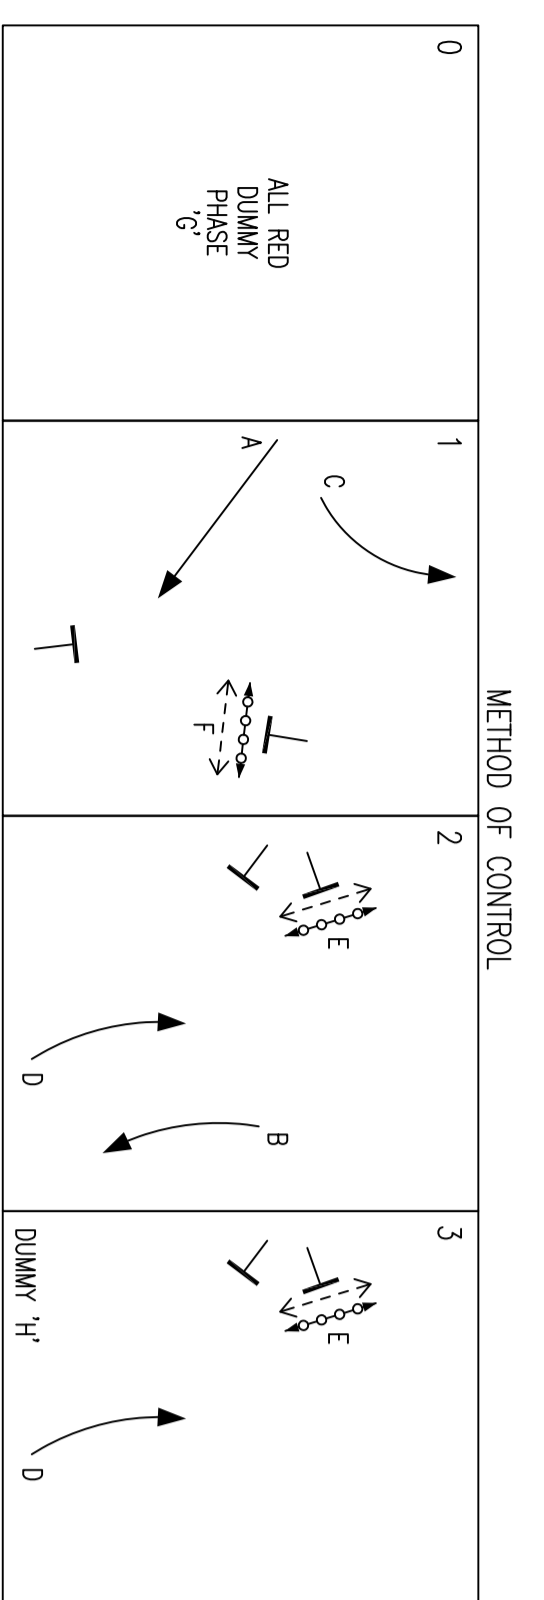 METHOD OF CONTROL
0
ALL RED
DUMMY
PHASE
'G'
1
C
A
F
2
E
D
B
3
E
D
DUMMY 'H'